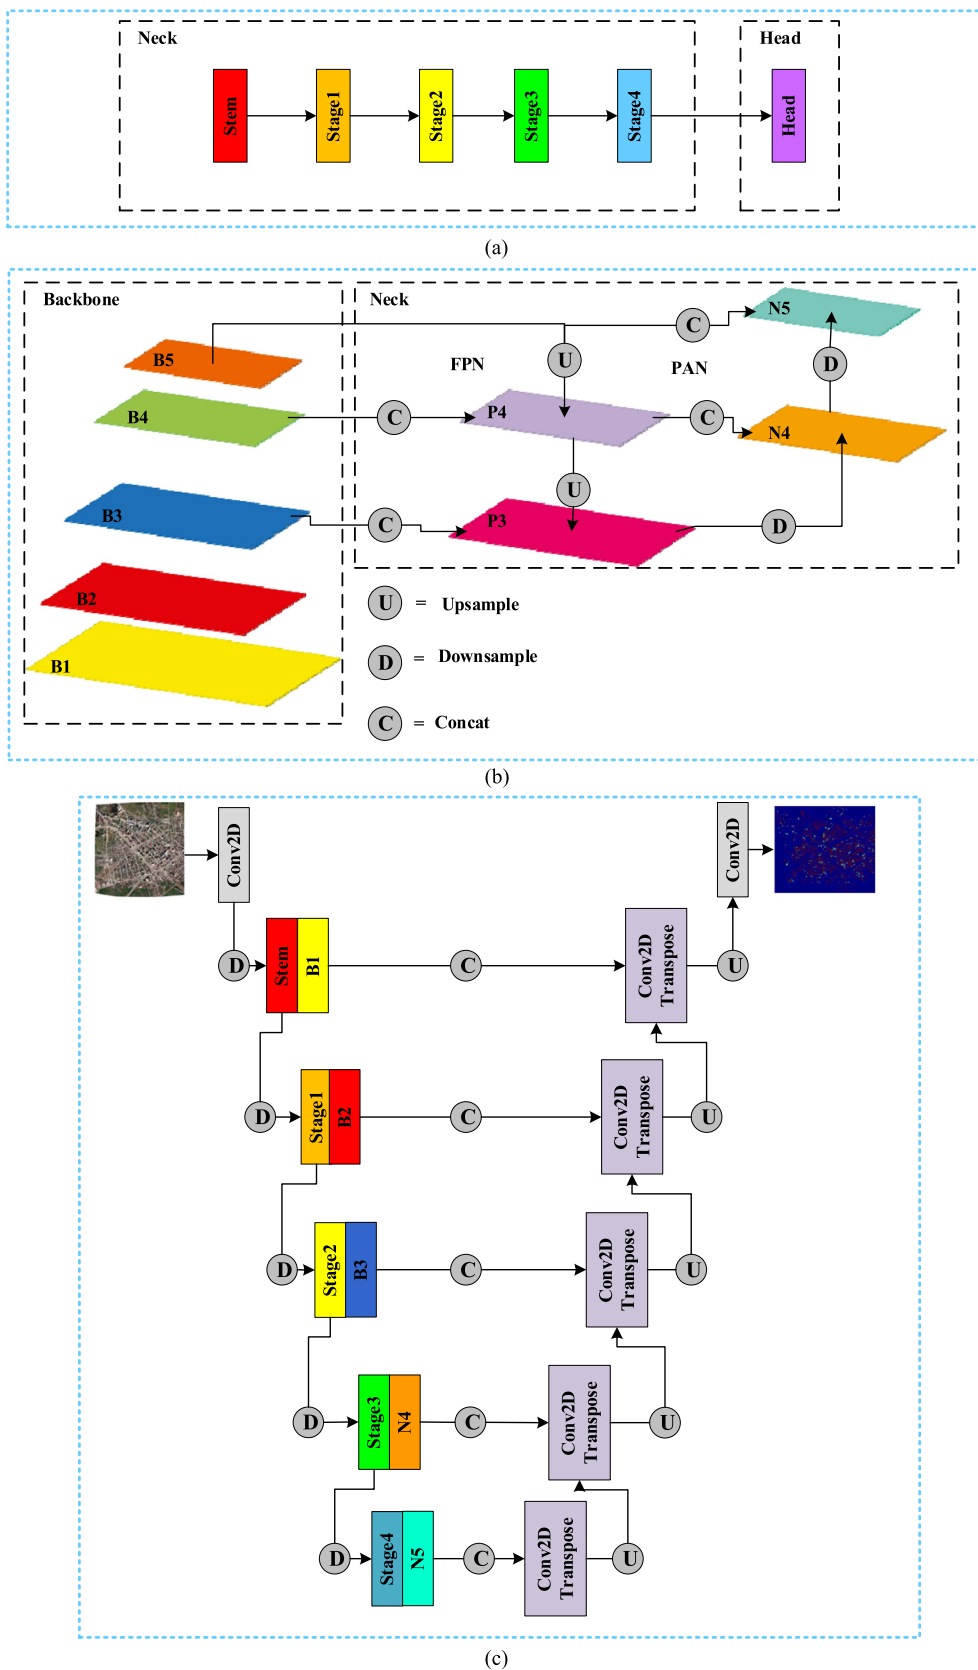 Neck
Head
Stem
Stage1
Stage2
Stage3
Stage4
Head
(a)
Backbone
Neck
N5
C
B5
U
FPN
PAN
D
B4
C
P4
C
N4
U
B3
C
P3
D
B2
U = Upsample
B1
D = Downsample
C = Concat
(b)
Conv2D
Conv2D
D
Stem
B1
C
Conv2D
Transpose
U
D
Stage1
B2
C
Conv2D
Transpose
U
D
Stage2
B3
C
Conv2D
Transpose
U
D
Stage3
N4
C
Conv2D
Transpose
U
D
Stage4
N5
C
Conv2D
Transpose
U
(c)